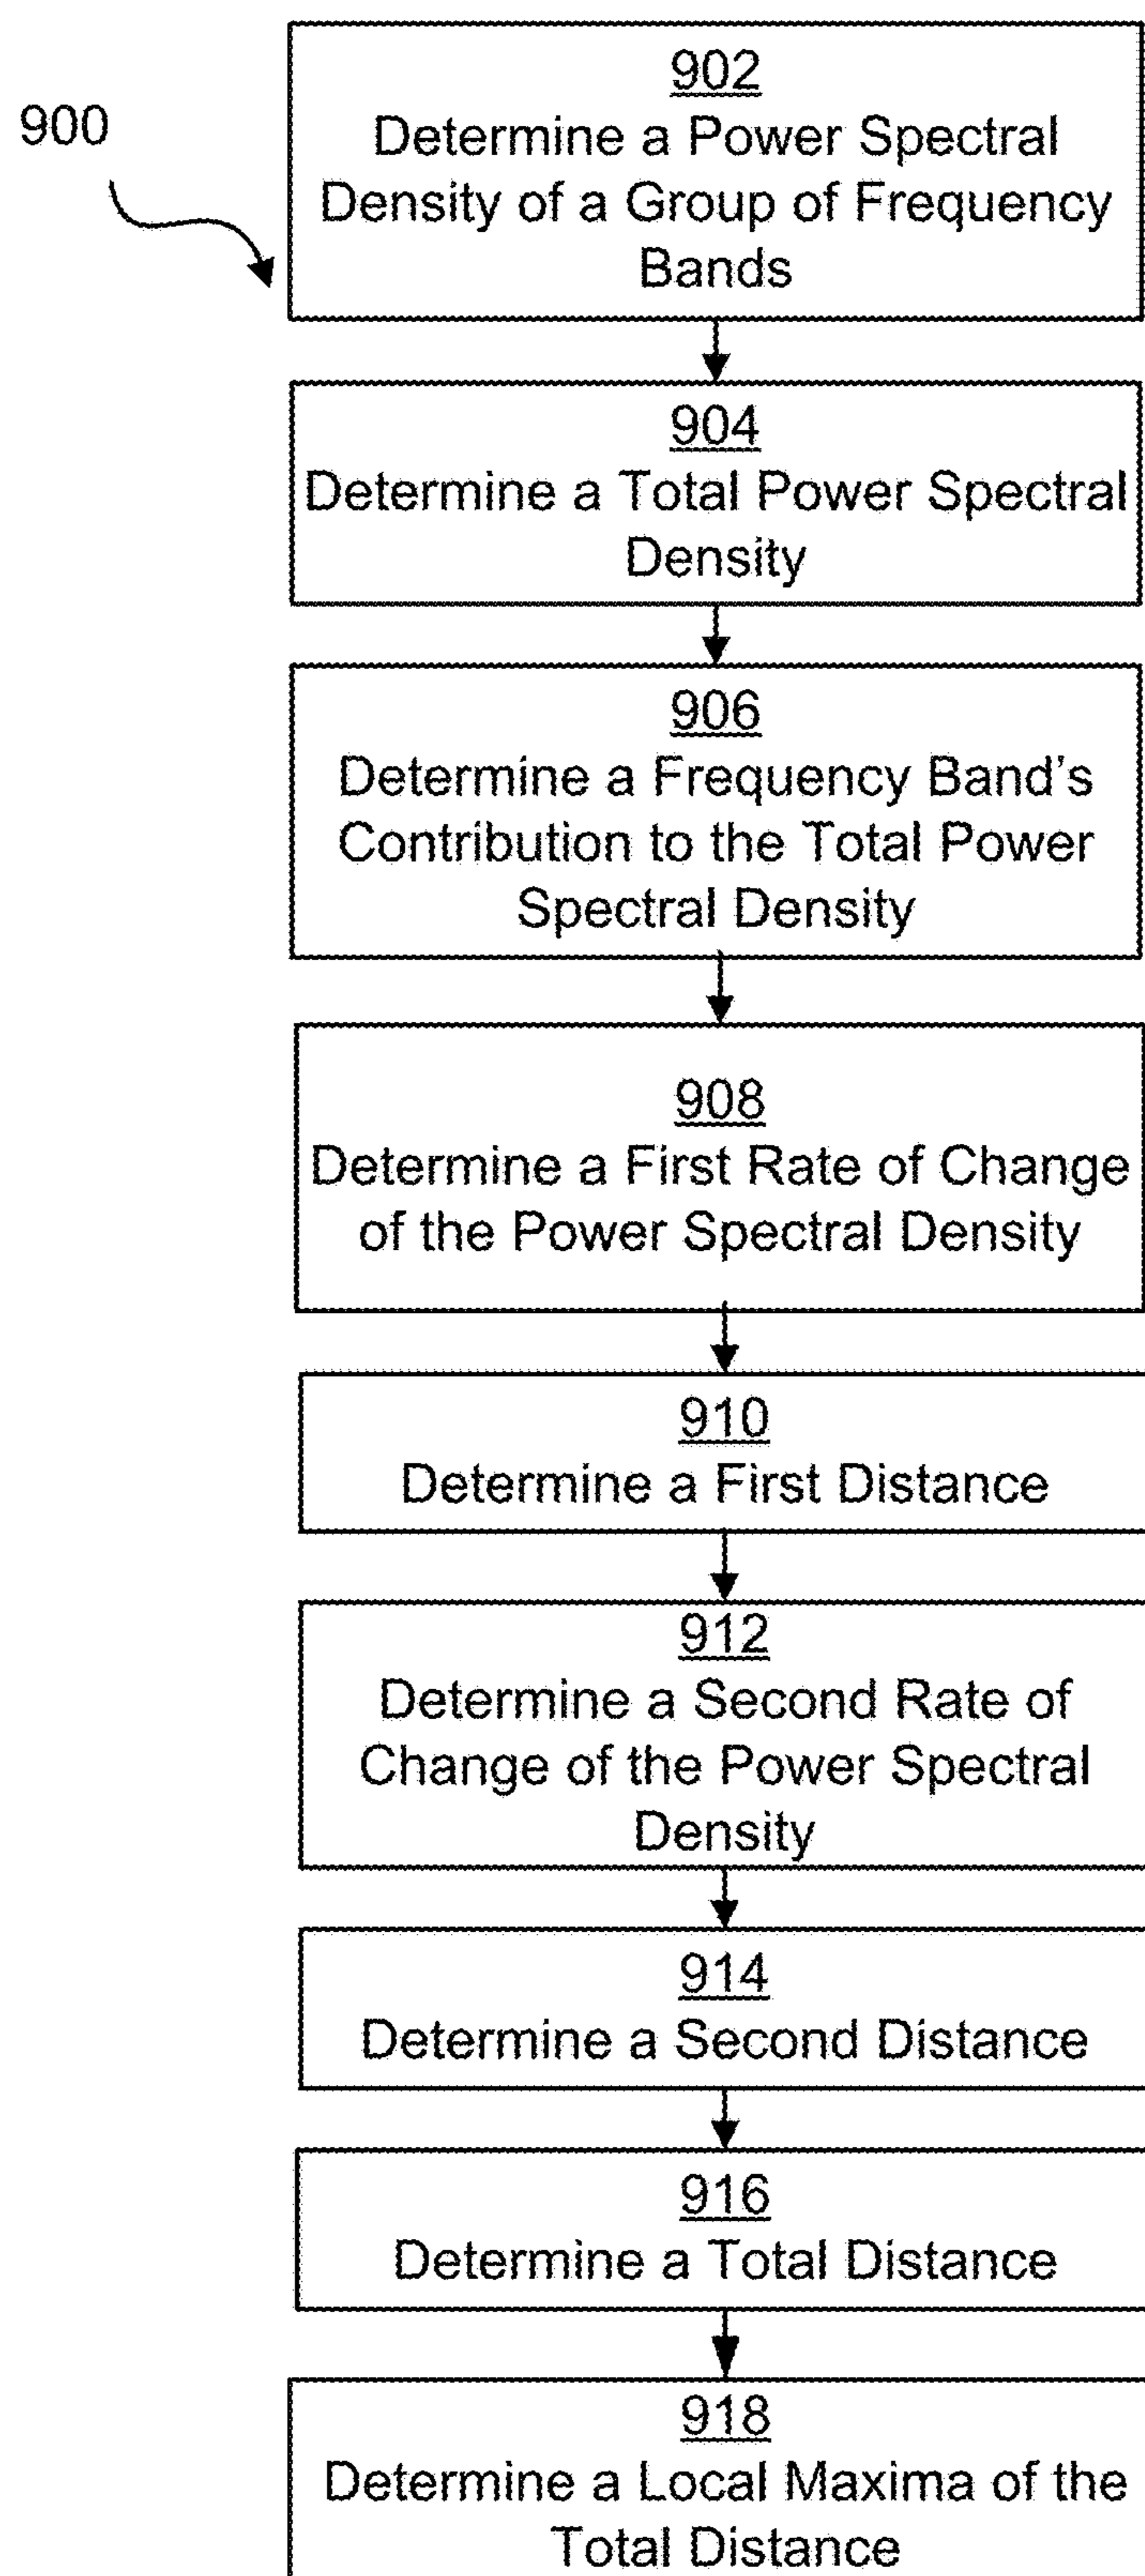 900
902
Determine a Power Spectral
Density of a Group of Frequency
Bands
904
Determine a Total Power Spectral
Density
906
Determine a Frequency Band's
Contribution to the Total Power
Spectral Density
908
Determine a First Rate of Change
of the Power Spectral Density
910
Determine a First Distance
912
Determine a Second Rate of
Change of the Power Spectral
Density
914
Determine a Second Distance
916
Determine a Total Distance
918
Determine a Local Maxima of the
Total Distance